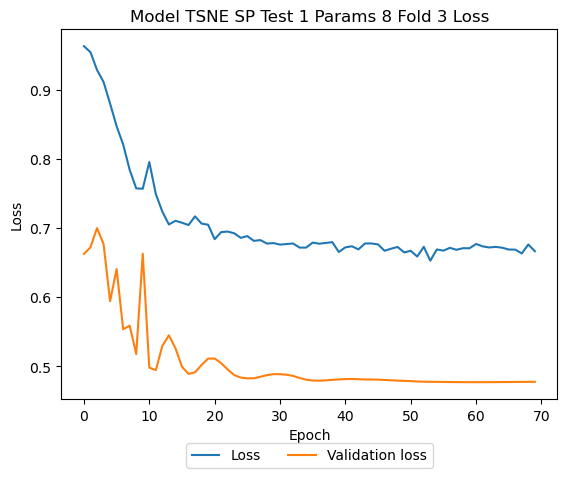 Model TSNE SP Test 1 Params 8 Fold 3 Loss
Loss
0.9
0.8
0.7
0.6
0.5
0 10 20 30 40 50 60 70
Epoch
Loss Validation loss